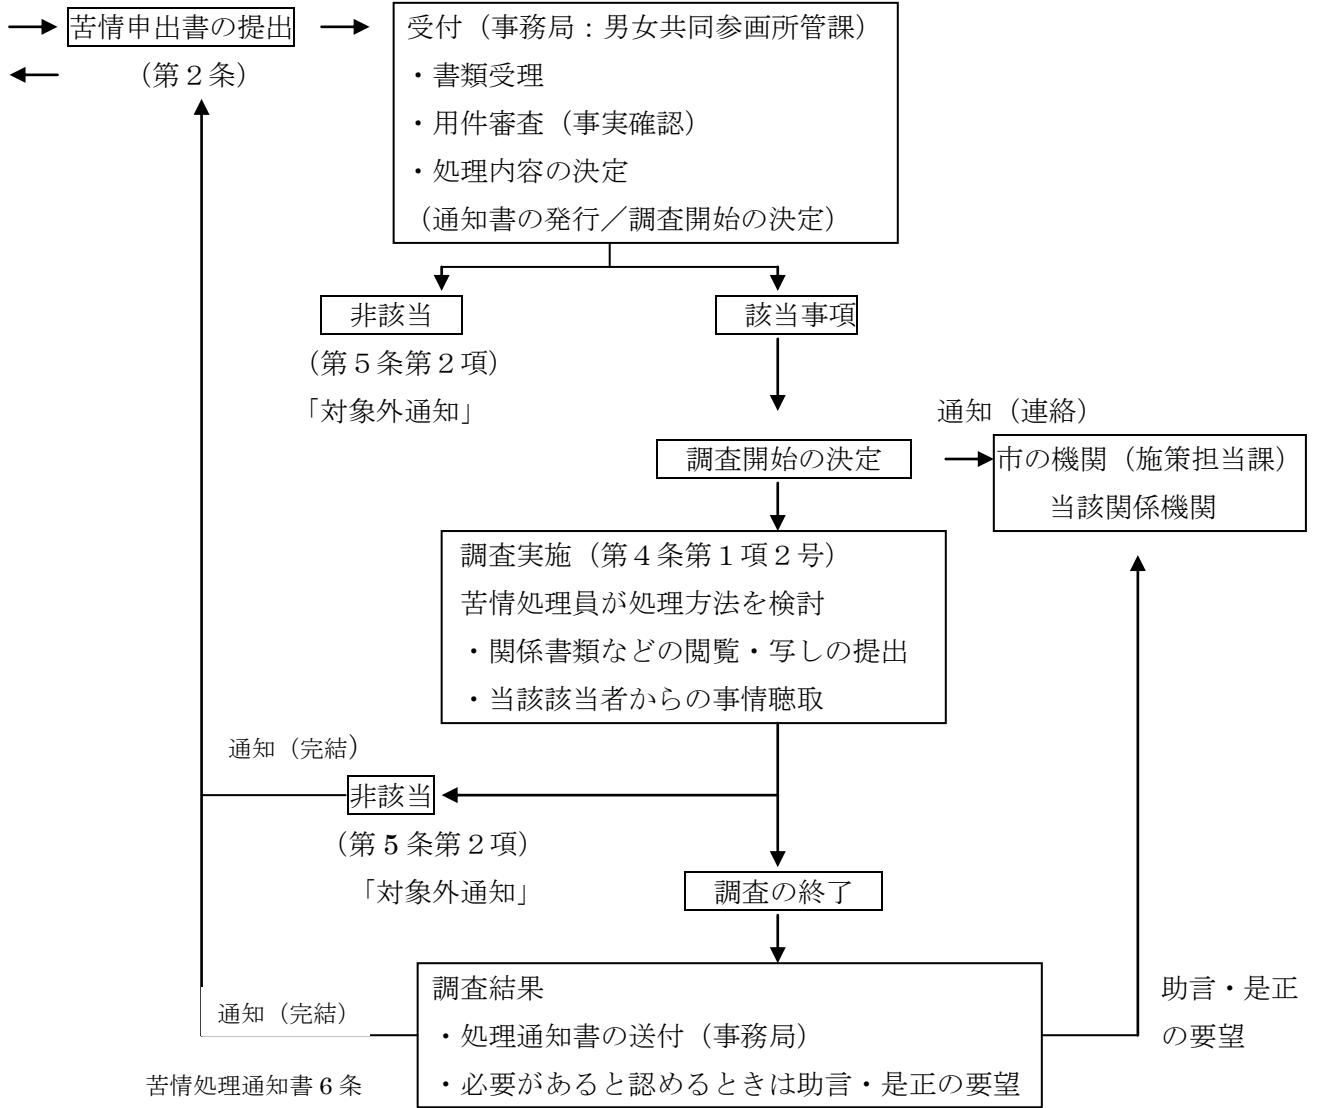 苦情申出書の提出
（第２条）
受付（事務局：男女共同参画所管課）
・書類受理
・用件審査（事実確認）
・処理内容の決定
（通知書の発行／調査開始の決定）
非該当
（第５条第２項）
「対象外通知」
該当事項
調査開始の決定
通知（連絡）
市の機関（施策担当課）
当該関係機関
調査実施（第４条第１項２号）
苦情処理員が処理方法を検討
・関係書類などの閲覧・写しの提出
・当該該当者からの事情聴取
通知（完結）
非該当
（第5条第２項）
「対象外通知」
調査の終了
調査結果
・処理通知書の送付（事務局）
・必要があると認めるときは助言・是正の要望
通知（完結）
苦情処理通知書6条
助言・是正
の要望